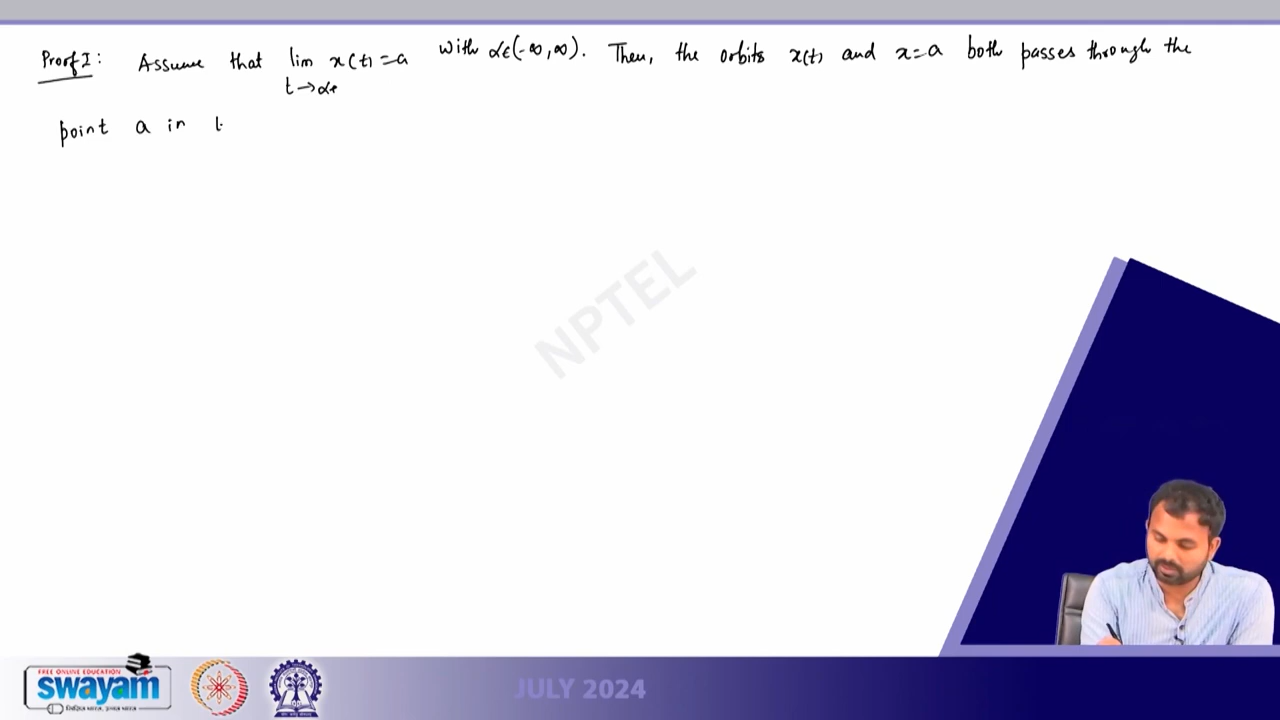 Proof I: Assume that lim x(t) = a with α∈(-∞,∞). Then, the orbits x(t) and x=a both passes through the
t→α
point a in t
NPTEL
FREE ONLINE EDUCATION
swayam
JULY 2024